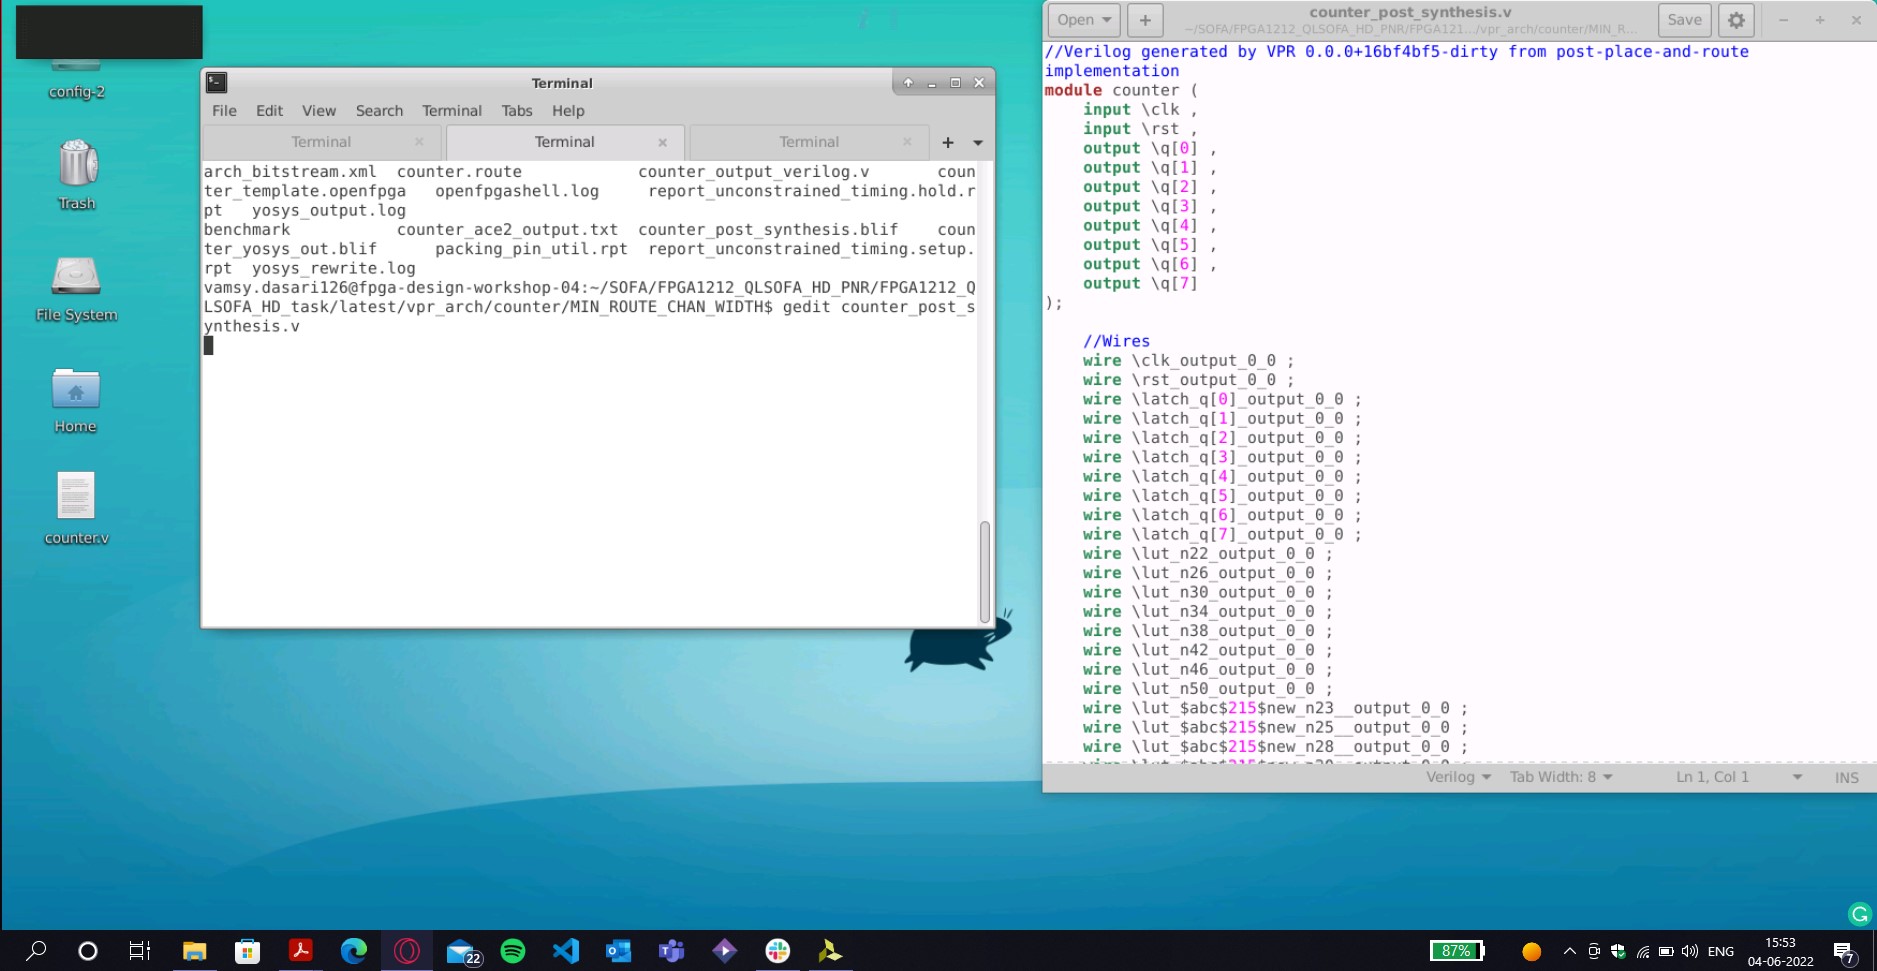 config-2
Trash
File System
Home
counter.v
Terminal
File Edit View Search Terminal Tabs Help
Terminal Terminal Terminal
arch_bitstream.xml counter.route counter_output_verilog.v coun
ter_template.openfpga openfpgashell.log report_unconstrained_timing.hold.r
pt yosys_output.log
benchmark counter_ace2_output.txt counter_post_synthesis.blif coun
ter_yosys_out.blif packing_pin_util.rpt report_unconstrained_timing.setup.
rpt yosys_rewrite.log
vamsy.dasari126@fpga-design-workshop-04:~/SOFA/FPGA1212_QLSOFA_HD_PNR/FPGA1212_Q
LSOFA_HD_task/latest/vpr_arch/counter/MIN_ROUTE_CHAN_WIDTH$ gedit counter_post_s
ynthesis.v
Open + counter_post_synthesis.v Save
~/SOFA/FPGA1212_QLSOFA_HD_PNR/FPGA121.../vpr_arch/counter/MIN_R...
//Verilog generated by VPR 0.0.0+16bf4bf5-dirty from post-place-and-route
implementation
module counter (
input \clk ,
input \rst ,
output \q[0] ,
output \q[1] ,
output \q[2] ,
output \q[3] ,
output \q[4] ,
output \q[5] ,
output \q[6] ,
output \q[7]
);
//Wires
wire \clk_output_0_0 ;
wire \rst_output_0_0 ;
wire \latch_q[0]_output_0_0 ;
wire \latch_q[1]_output_0_0 ;
wire \latch_q[2]_output_0_0 ;
wire \latch_q[3]_output_0_0 ;
wire \latch_q[4]_output_0_0 ;
wire \latch_q[5]_output_0_0 ;
wire \latch_q[6]_output_0_0 ;
wire \latch_q[7]_output_0_0 ;
wire \lut_n22_output_0_0 ;
wire \lut_n26_output_0_0 ;
wire \lut_n30_output_0_0 ;
wire \lut_n34_output_0_0 ;
wire \lut_n38_output_0_0 ;
wire \lut_n42_output_0_0 ;
wire \lut_n46_output_0_0 ;
wire \lut_n50_output_0_0 ;
wire \lut_$abc$215$new_n23__output_0_0 ;
wire \lut_$abc$215$new_n25__output_0_0 ;
wire \lut_$abc$215$new_n28__output_0_0 ;
Verilog Tab Width: 8 Ln 1, Col 1 INS
22
87%
ENG
15:53
04-06-2022
7